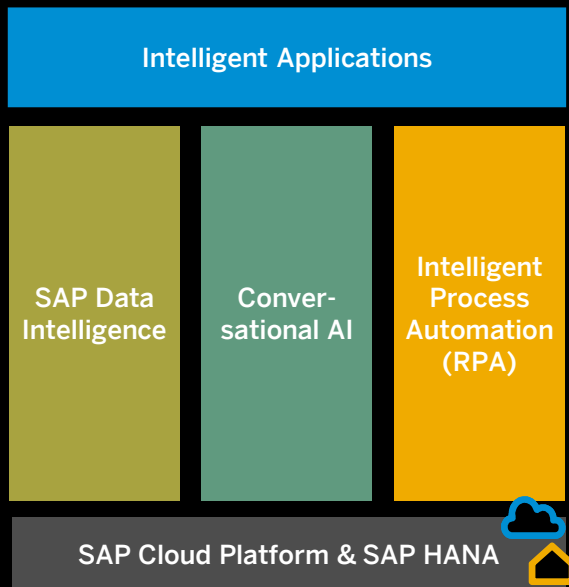 Intelligent Applications
SAP Data
Intelligence
Conver-
sational AI
Intelligent
Process
Automation
(RPA)
SAP Cloud Platform & SAP HANA